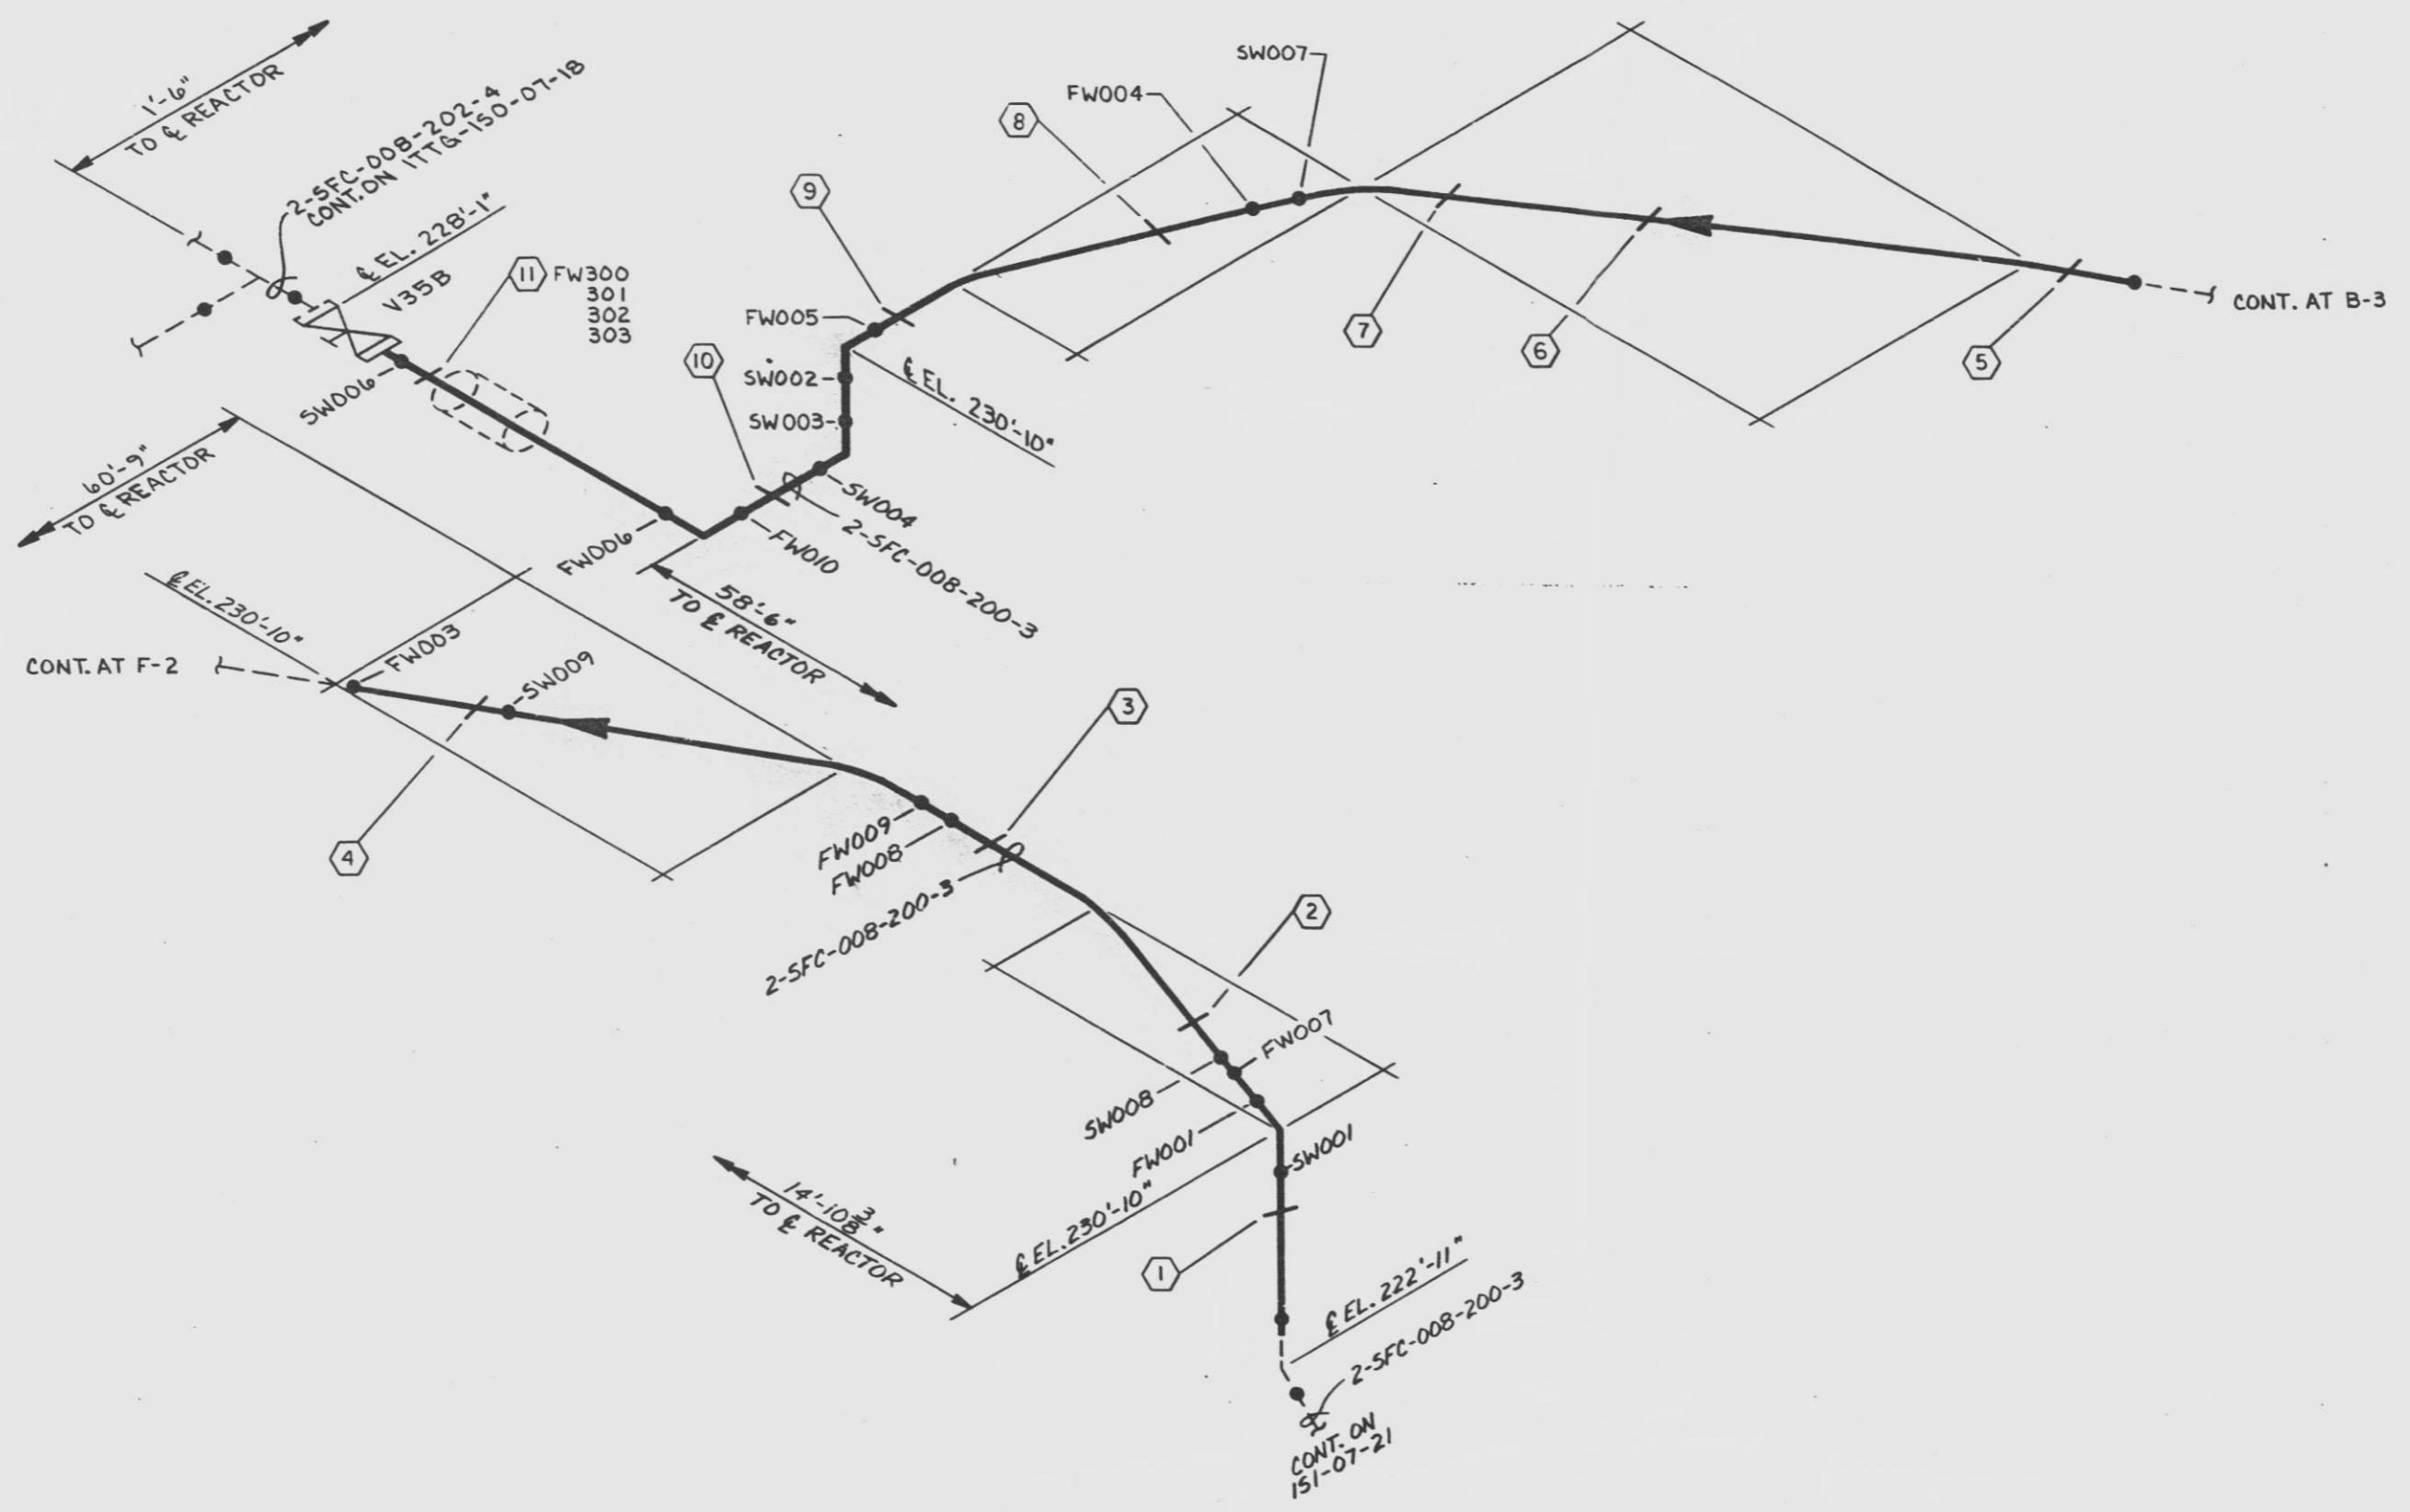 1'-6"
TO ℄ REACTOR
2-SFC-008-202-4
CONT. ON ITTG-ISO-07-18
℄ EL. 228'-1"
V35B
11
FW300
301
302
303
SW006
60'-9"
TO ℄ REACTOR
FW006
10
9
FW005
SW002
SW003
℄ EL. 230'-10"
SW004
2-SFC-008-200-3
FW010
58'-6"
TO ℄ REACTOR
8
FW004
SW007
7
6
5
CONT. AT B-3
℄ EL. 230'-10"
CONT. AT F-2
FW003
SW009
4
3
FW009
FW008
2-SFC-008-200-3
2
FW007
SW008
FW001
SW001
14'-10 3/8"
TO ℄ REACTOR
℄ EL. 230'-10"
1
℄ EL. 222'-11"
2-SFC-008-200-3
CONT. ON
ISI-07-21